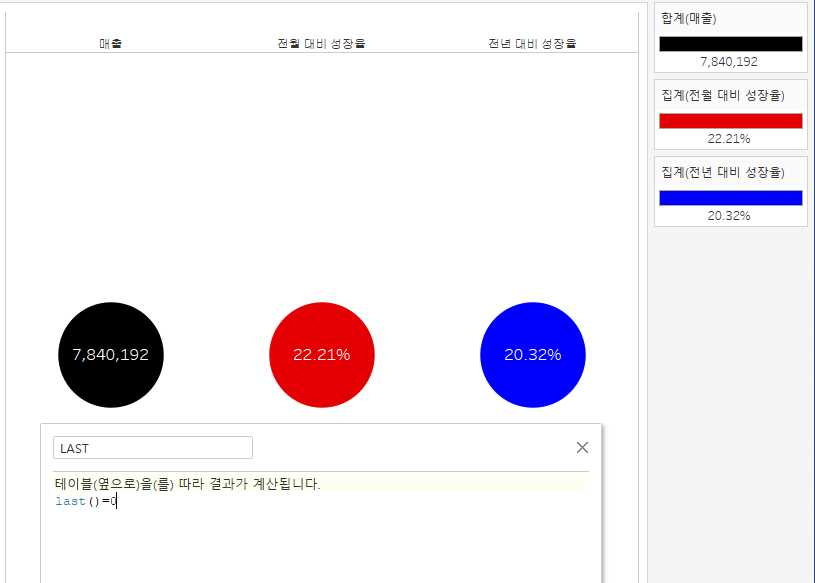 매출 전월 대비 성장율 전년 대비 성장율
7,840,192 22.21% 20.32%
LAST
테이블(옆으로)을(를) 따라 결과가 계산됩니다.
last()=0
합계(매출)
7,840,192
집계(전월 대비 성장율)
22.21%
집계(전년 대비 성장율)
20.32%